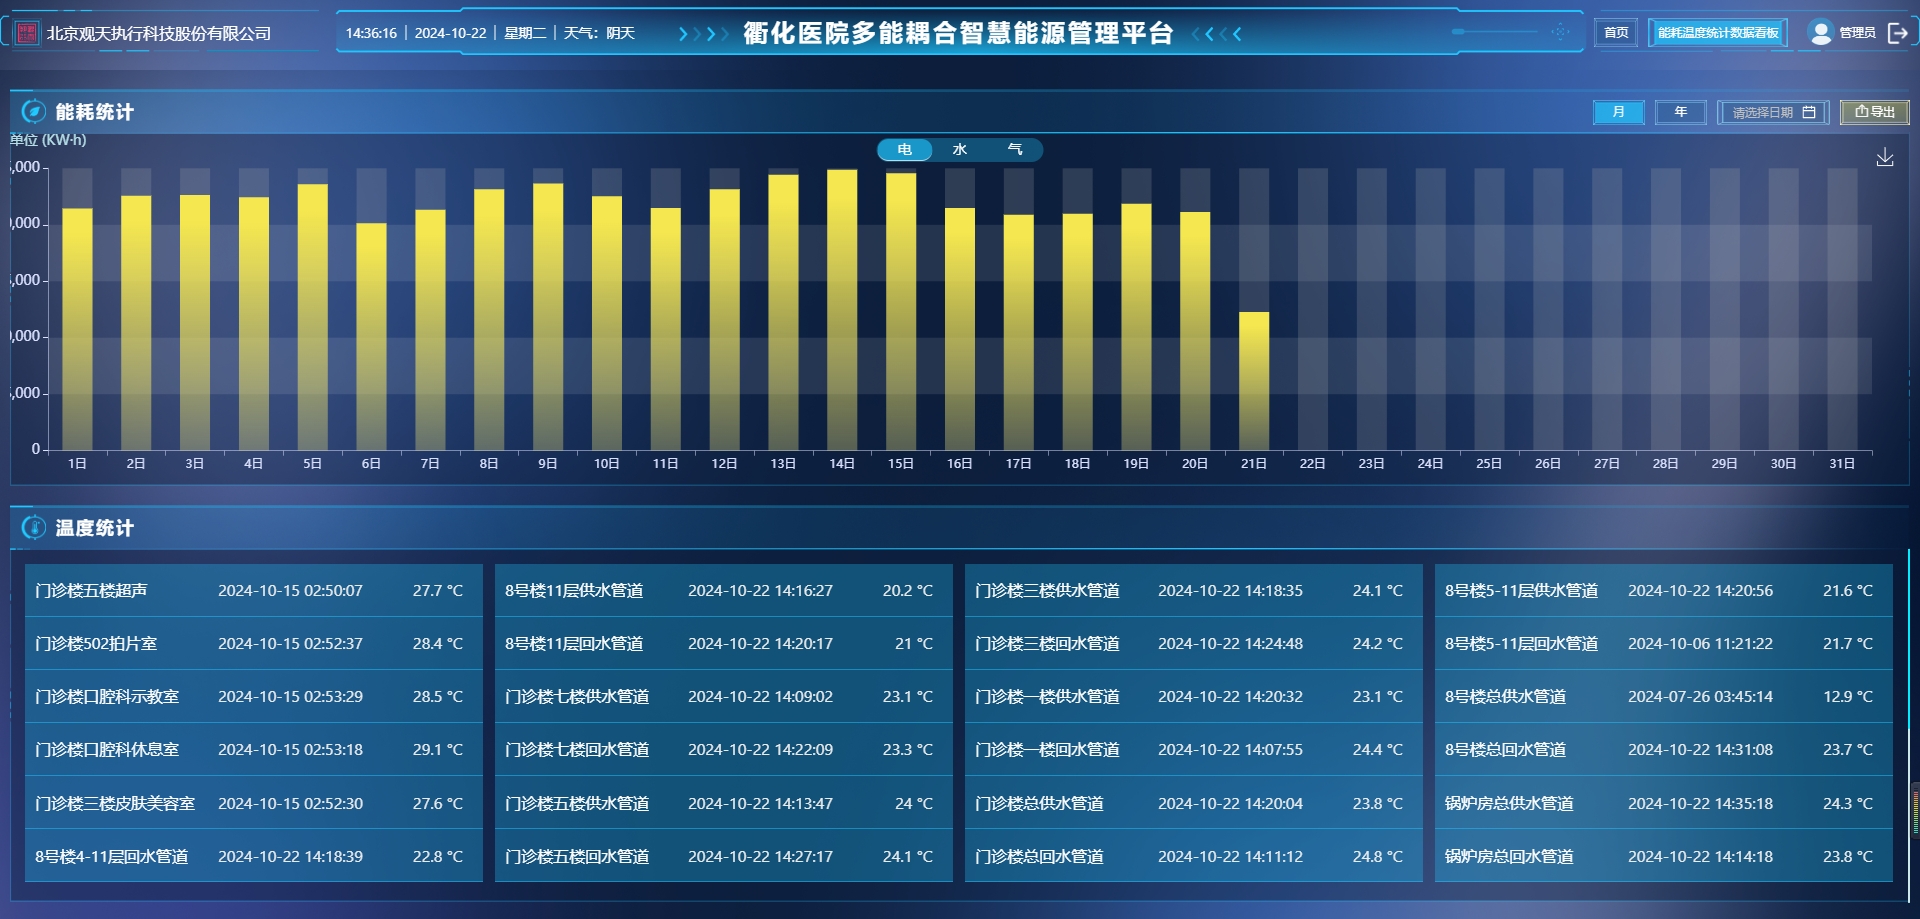 北京观天执行科技股份有限公司
14:36:16 | 2024-10-22 | 星期二 | 天气：阴天
衢化医院多能耦合智慧能源管理平台
首页
能耗温度统计数据看板
管理员
能耗统计
月
年
请选择日期
导出
单位 (KW·h)
电 水 气
5,000
0,000
5,000
0,000
5,000
0
1日 2日 3日 4日 5日 6日 7日 8日 9日 10日 11日 12日 13日 14日 15日 16日 17日 18日 19日 20日 21日 22日 23日 24日 25日 26日 27日 28日 29日 30日 31日
温度统计
门诊楼五楼超声 2024-10-15 02:50:07 27.7 °C
门诊楼502拍片室 2024-10-15 02:52:37 28.4 °C
门诊楼口腔科示教室 2024-10-15 02:53:29 28.5 °C
门诊楼口腔科休息室 2024-10-15 02:53:18 29.1 °C
门诊楼三楼皮肤美容室 2024-10-15 02:52:30 27.6 °C
8号楼4-11层回水管道 2024-10-22 14:18:39 22.8 °C
8号楼11层供水管道 2024-10-22 14:16:27 20.2 °C
8号楼11层回水管道 2024-10-22 14:20:17 21 °C
门诊楼七楼供水管道 2024-10-22 14:09:02 23.1 °C
门诊楼七楼回水管道 2024-10-22 14:22:09 23.3 °C
门诊楼五楼供水管道 2024-10-22 14:13:47 24 °C
门诊楼五楼回水管道 2024-10-22 14:27:17 24.1 °C
门诊楼三楼供水管道 2024-10-22 14:18:35 24.1 °C
门诊楼三楼回水管道 2024-10-22 14:24:48 24.2 °C
门诊楼一楼供水管道 2024-10-22 14:20:32 23.1 °C
门诊楼一楼回水管道 2024-10-22 14:07:55 24.4 °C
门诊楼总供水管道 2024-10-22 14:20:04 23.8 °C
门诊楼总回水管道 2024-10-22 14:11:12 24.8 °C
8号楼5-11层供水管道 2024-10-22 14:20:56 21.6 °C
8号楼5-11层回水管道 2024-10-06 11:21:22 21.7 °C
8号楼总供水管道 2024-07-26 03:45:14 12.9 °C
8号楼总回水管道 2024-10-22 14:31:08 23.7 °C
锅炉房总供水管道 2024-10-22 14:35:18 24.3 °C
锅炉房总回水管道 2024-10-22 14:14:18 23.8 °C